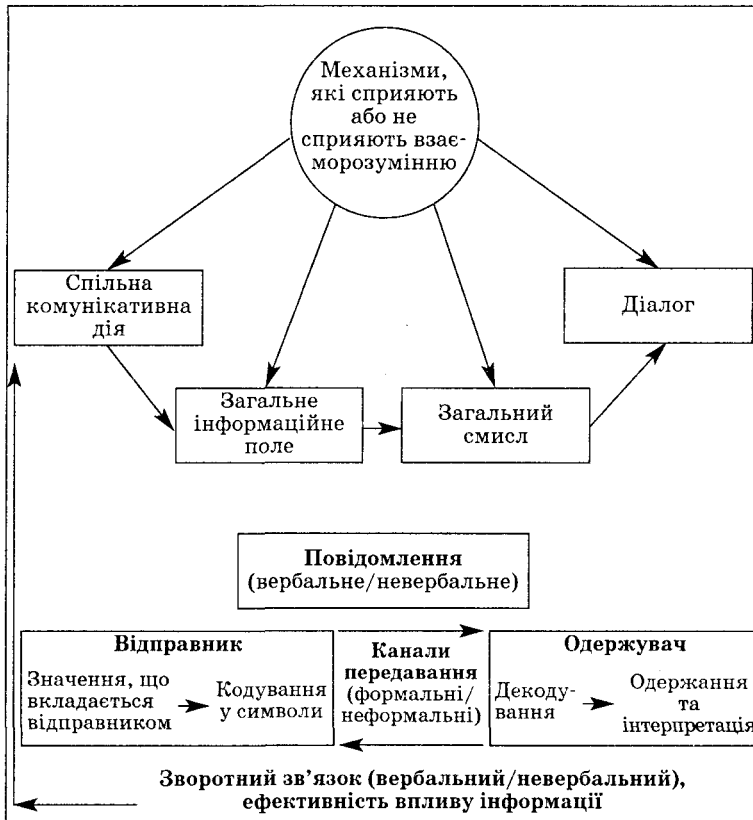 Механізми,
які сприяють
або не
сприяють взає-
морозумінню
Спільна
комунікативна
дія
Діалог
Загальне
інформаційне
поле
Загальний
смисл
Повідомлення
(вербальне/невербальне)
Відправник
Значення, що
вкладається
відправником
Кодування
у символи
Канали
передавання
(формальні/
неформальні)
Одержувач
Декоду-
вання
Одержання
та
інтерпретація
Зворотний зв'язок (вербальний/невербальний),
ефективність впливу інформації